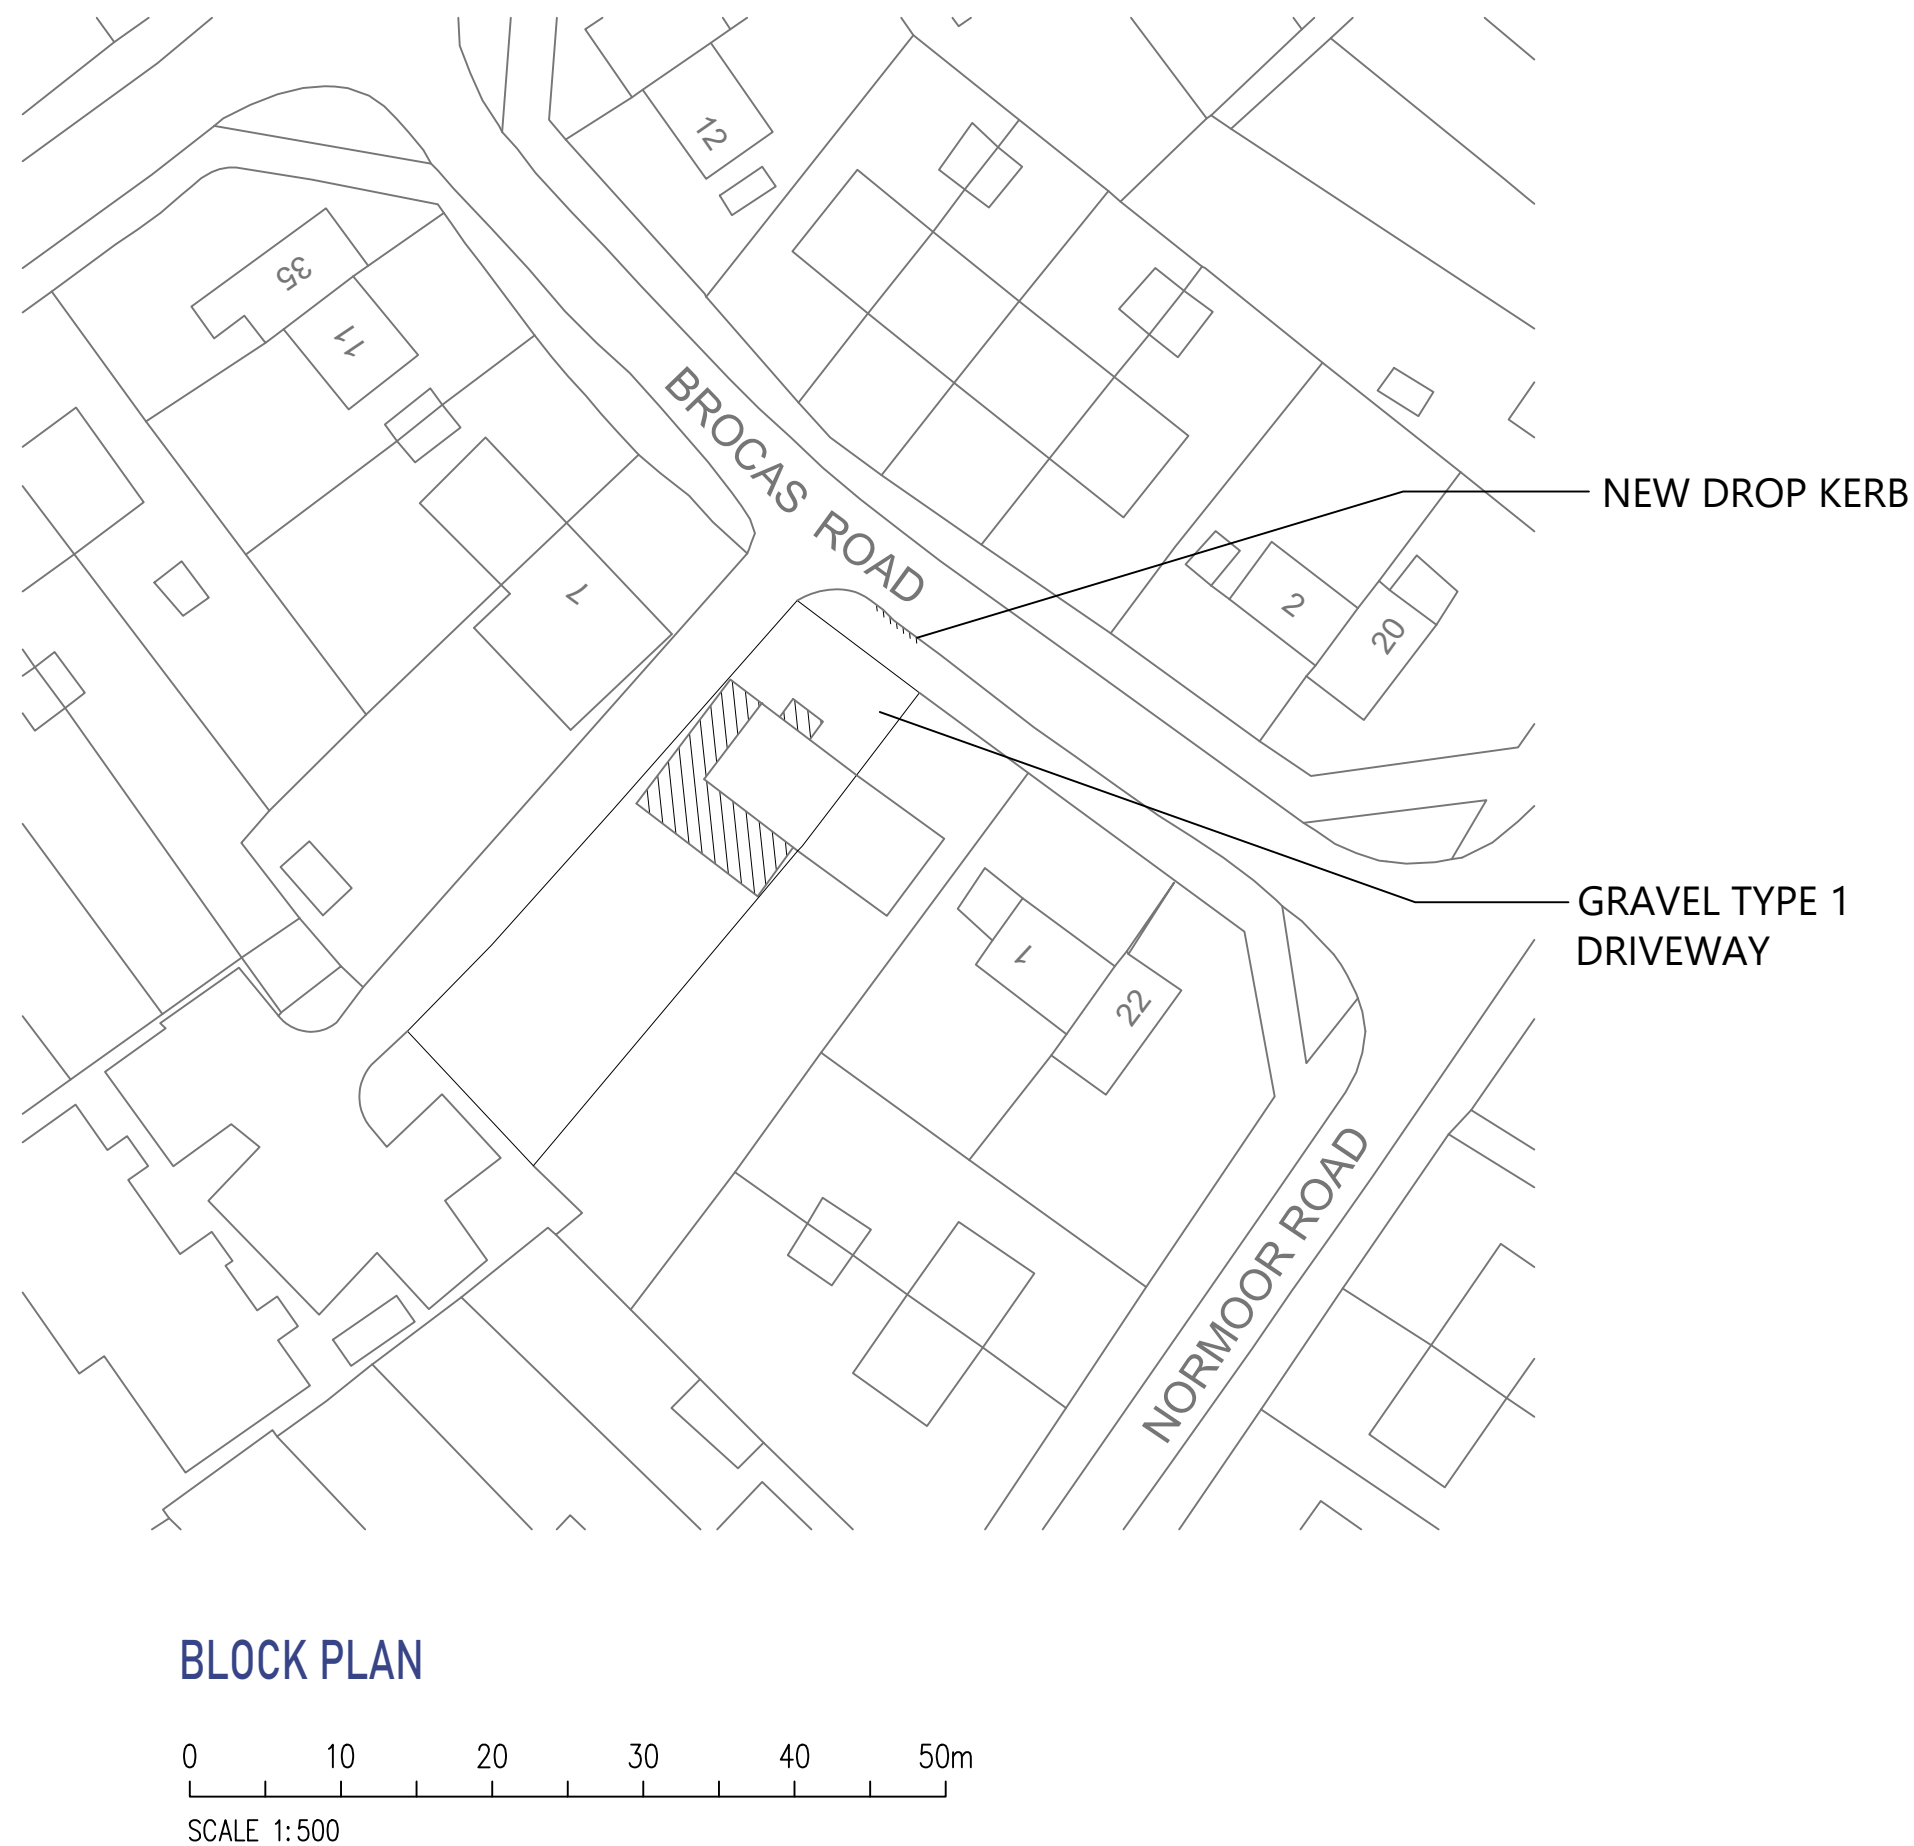 12
35
11
BROCAS ROAD
NEW DROP KERB
7
2
20
GRAVEL TYPE 1
DRIVEWAY
1
22
NORMOOR ROAD
BLOCK PLAN
0 10 20 30 40 50m
SCALE 1:500